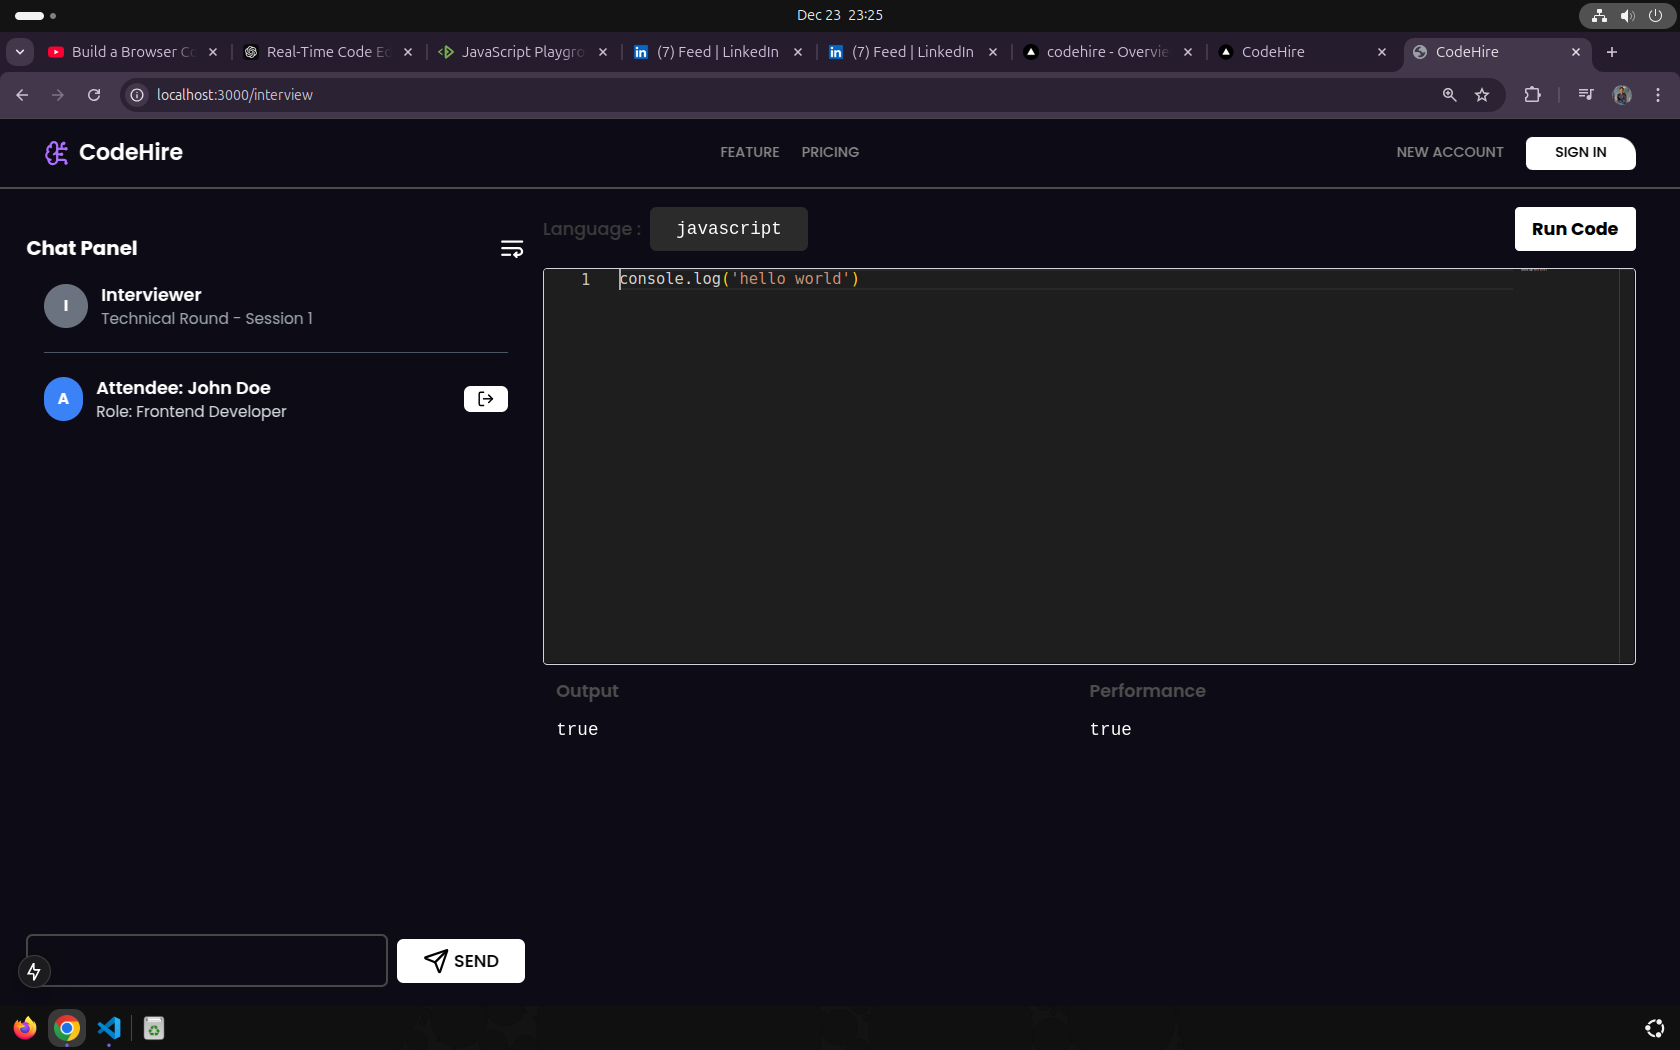 Dec 23 23:25
Build a Browser Co
Real-Time Code Ed
JavaScript Playgro
(7) Feed | LinkedIn
(7) Feed | LinkedIn
codehire - Overvie
CodeHire
CodeHire
localhost:3000/interview
CodeHire
FEATURE
PRICING
NEW ACCOUNT
SIGN IN
Chat Panel
I
Interviewer
Technical Round - Session 1
A
Attendee: John Doe
Role: Frontend Developer
SEND
Language :
javascript
Run Code
1
console.log('hello world')
Output
true
Performance
true